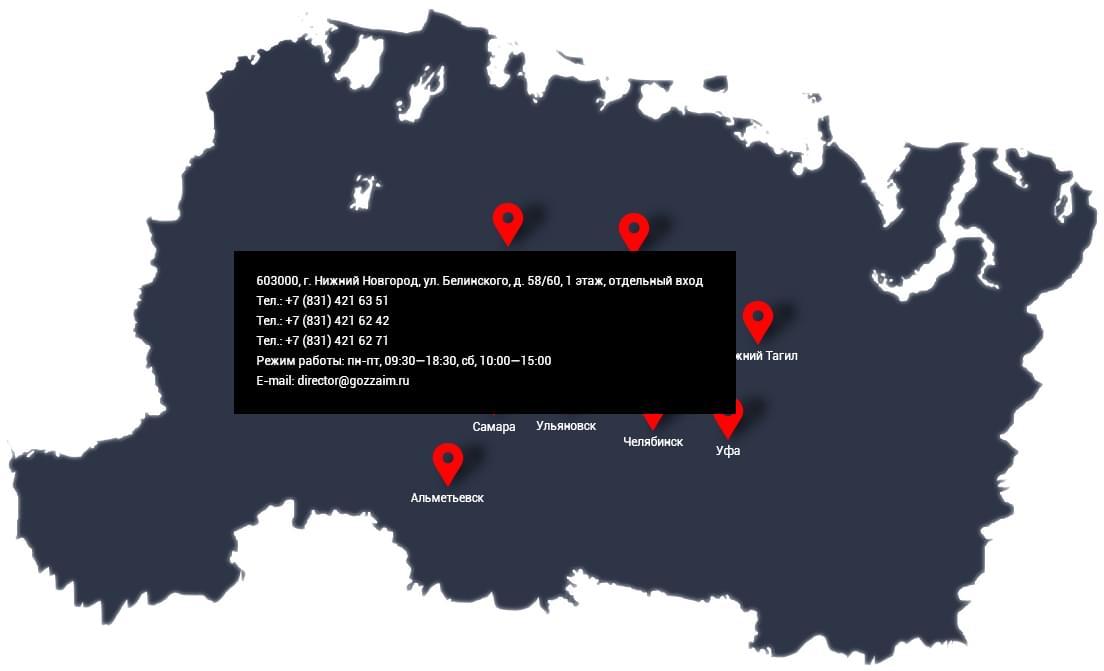 603000, г. Нижний Новгород, ул. Белинского, д. 58/60, 1 этаж, отдельный вход
Тел.: +7 (831) 421 63 51
Тел.: +7 (831) 421 62 42
Тел.: +7 (831) 421 62 71
Режим работы: пн-пт, 09:30—18:30, сб, 10:00—15:00
E-mail: director@gozzaim.ru
жний Тагил
Самара
Ульяновск
Челябинск
Уфа
Альметьевск